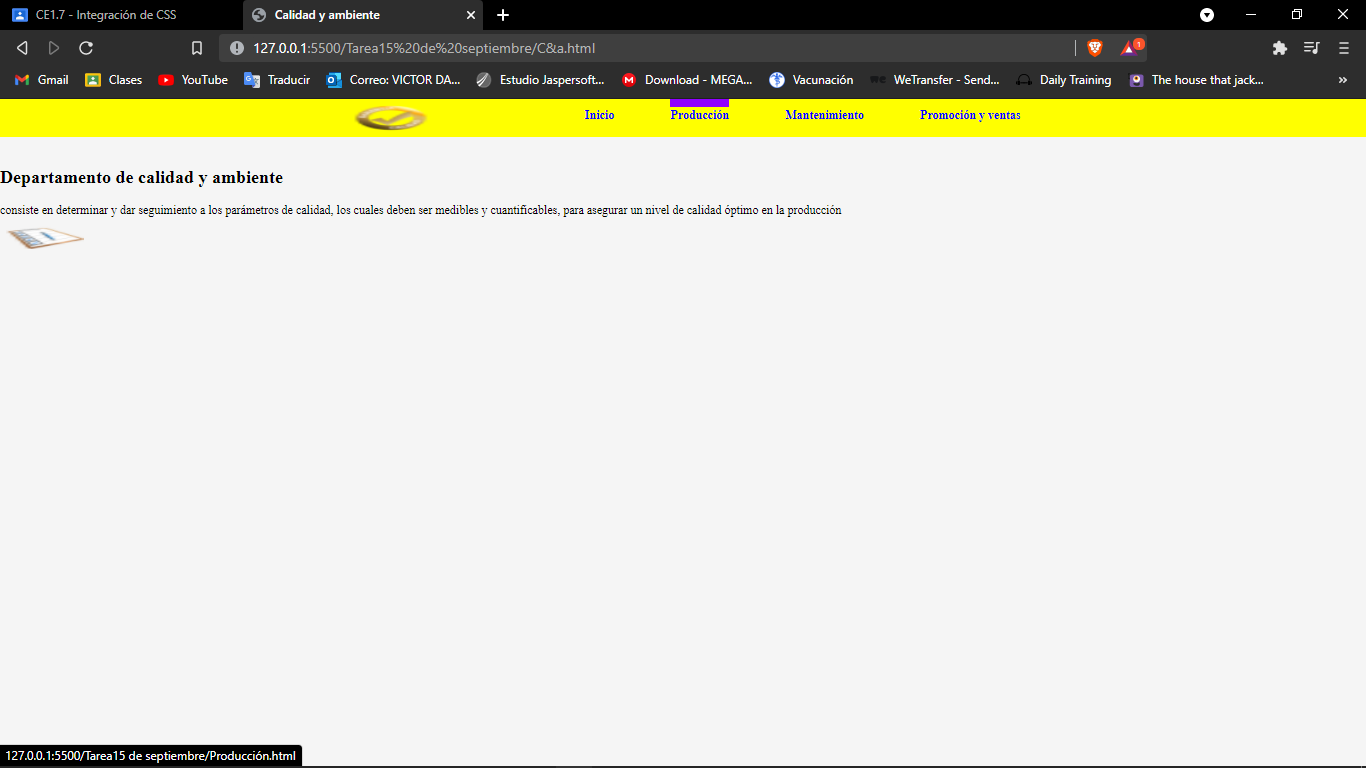 CE1.7 - Integración de CSS
Calidad y ambiente
127.0.0.1:5500/Tarea15%20de%20septiembre/C&a.html
1
Gmail
Clases
YouTube
Traducir
Correo: VICTOR DA...
Estudio Jaspersoft...
Download - MEGA...
Vacunación
WeTransfer - Send...
Daily Training
The house that jack...
Inicio
Producción
Mantenimiento
Promoción y ventas
Departamento de calidad y ambiente
consiste en determinar y dar seguimiento a los parámetros de calidad, los cuales deben ser medibles y cuantificables, para asegurar un nivel de calidad óptimo en la producción
127.0.0.1:5500/Tarea15 de septiembre/Producción.html